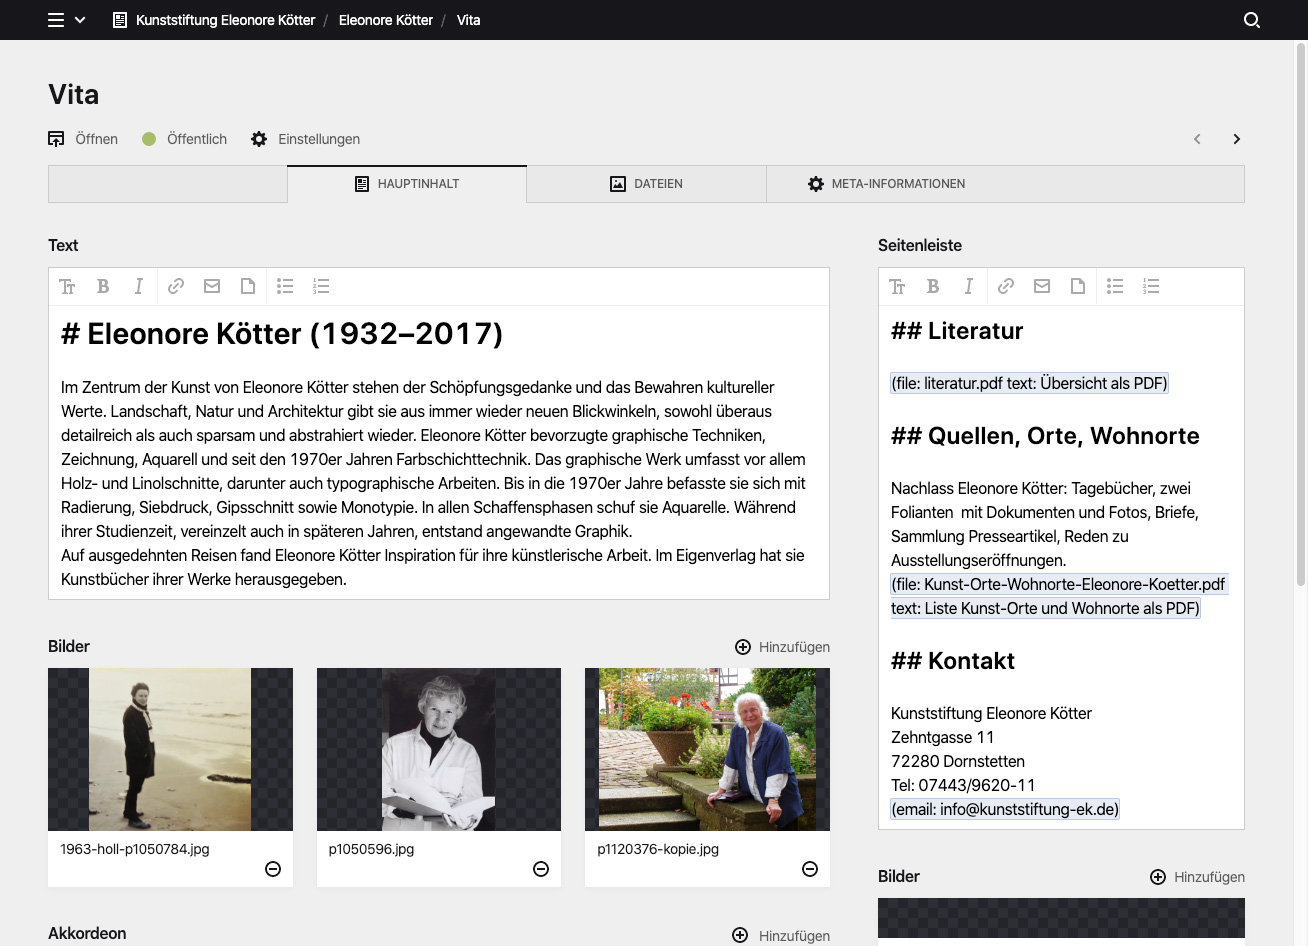 Kunststiftung Eleonore Kötter / Eleonore Kötter / Vita
Vita
Öffnen Öffentlich Einstellungen
HAUPTINHALT DATEIEN META-INFORMATIONEN
Text
# Eleonore Kötter (1932–2017)
Im Zentrum der Kunst von Eleonore Kötter stehen der Schöpfungsgedanke und das Bewahren kultureller
Werte. Landschaft, Natur und Architektur gibt sie aus immer wieder neuen Blickwinkeln, sowohl überaus
detailreich als auch sparsam und abstrahiert wieder. Eleonore Kötter bevorzugte graphische Techniken,
Zeichnung, Aquarell und seit den 1970er Jahren Farbschichttechnik. Das graphische Werk umfasst vor allem
Holz- und Linolschnitte, darunter auch typographische Arbeiten. Bis in die 1970er Jahre befasste sie sich mit
Radierung, Siebdruck, Gipsschnitt sowie Monotypie. In allen Schaffensphasen schuf sie Aquarelle. Während
ihrer Studienzeit, vereinzelt auch in späteren Jahren, entstand angewandte Graphik.
Auf ausgedehnten Reisen fand Eleonore Kötter Inspiration für ihre künstlerische Arbeit. Im Eigenverlag hat sie
Kunstbücher ihrer Werke herausgegeben.
Bilder
Hinzufügen
1963-holl-p1050784.jpg
p1050596.jpg
p1120376-kopie.jpg
Akkordeon
Hinzufügen
Seitenleiste
## Literatur
(file: literatur.pdf text: Übersicht als PDF)
## Quellen, Orte, Wohnorte
Nachlass Eleonore Kötter: Tagebücher, zwei
Folianten  mit Dokumenten und Fotos, Briefe,
Sammlung Presseartikel, Reden zu
Ausstellungseröffnungen.
(file: Kunst-Orte-Wohnorte-Eleonore-Koetter.pdf
text: Liste Kunst-Orte und Wohnorte als PDF)
## Kontakt
Kunststiftung Eleonore Kötter
Zehntgasse 11
72280 Dornstetten
Tel: 07443/9620-11
(email: info@kunststiftung-ek.de)
Bilder
Hinzufügen